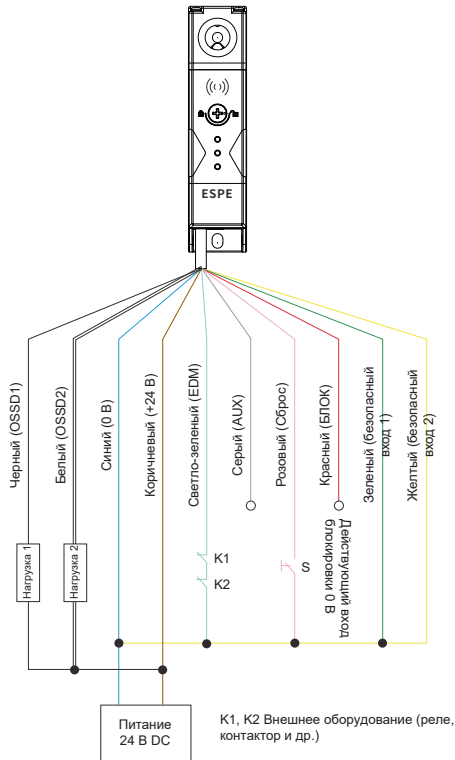 ESPE
Черный (OSSD1)
Белый (OSSD2)
Синий (0 В)
Коричневый (+24 В)
Светло-зеленый (EDM)
Серый (AUX)
Розовый (Сброс)
Красный (БЛОК)
Зеленый (безопасный
вход 1)
Желтый (безопасный
вход 2)
Нагрузка 1
Нагрузка 2
K1
K2
S
Действующий вход
блокировки 0 В
Питание
24 В DC
K1, K2 Внешнее оборудование (реле,
контактор и др.)